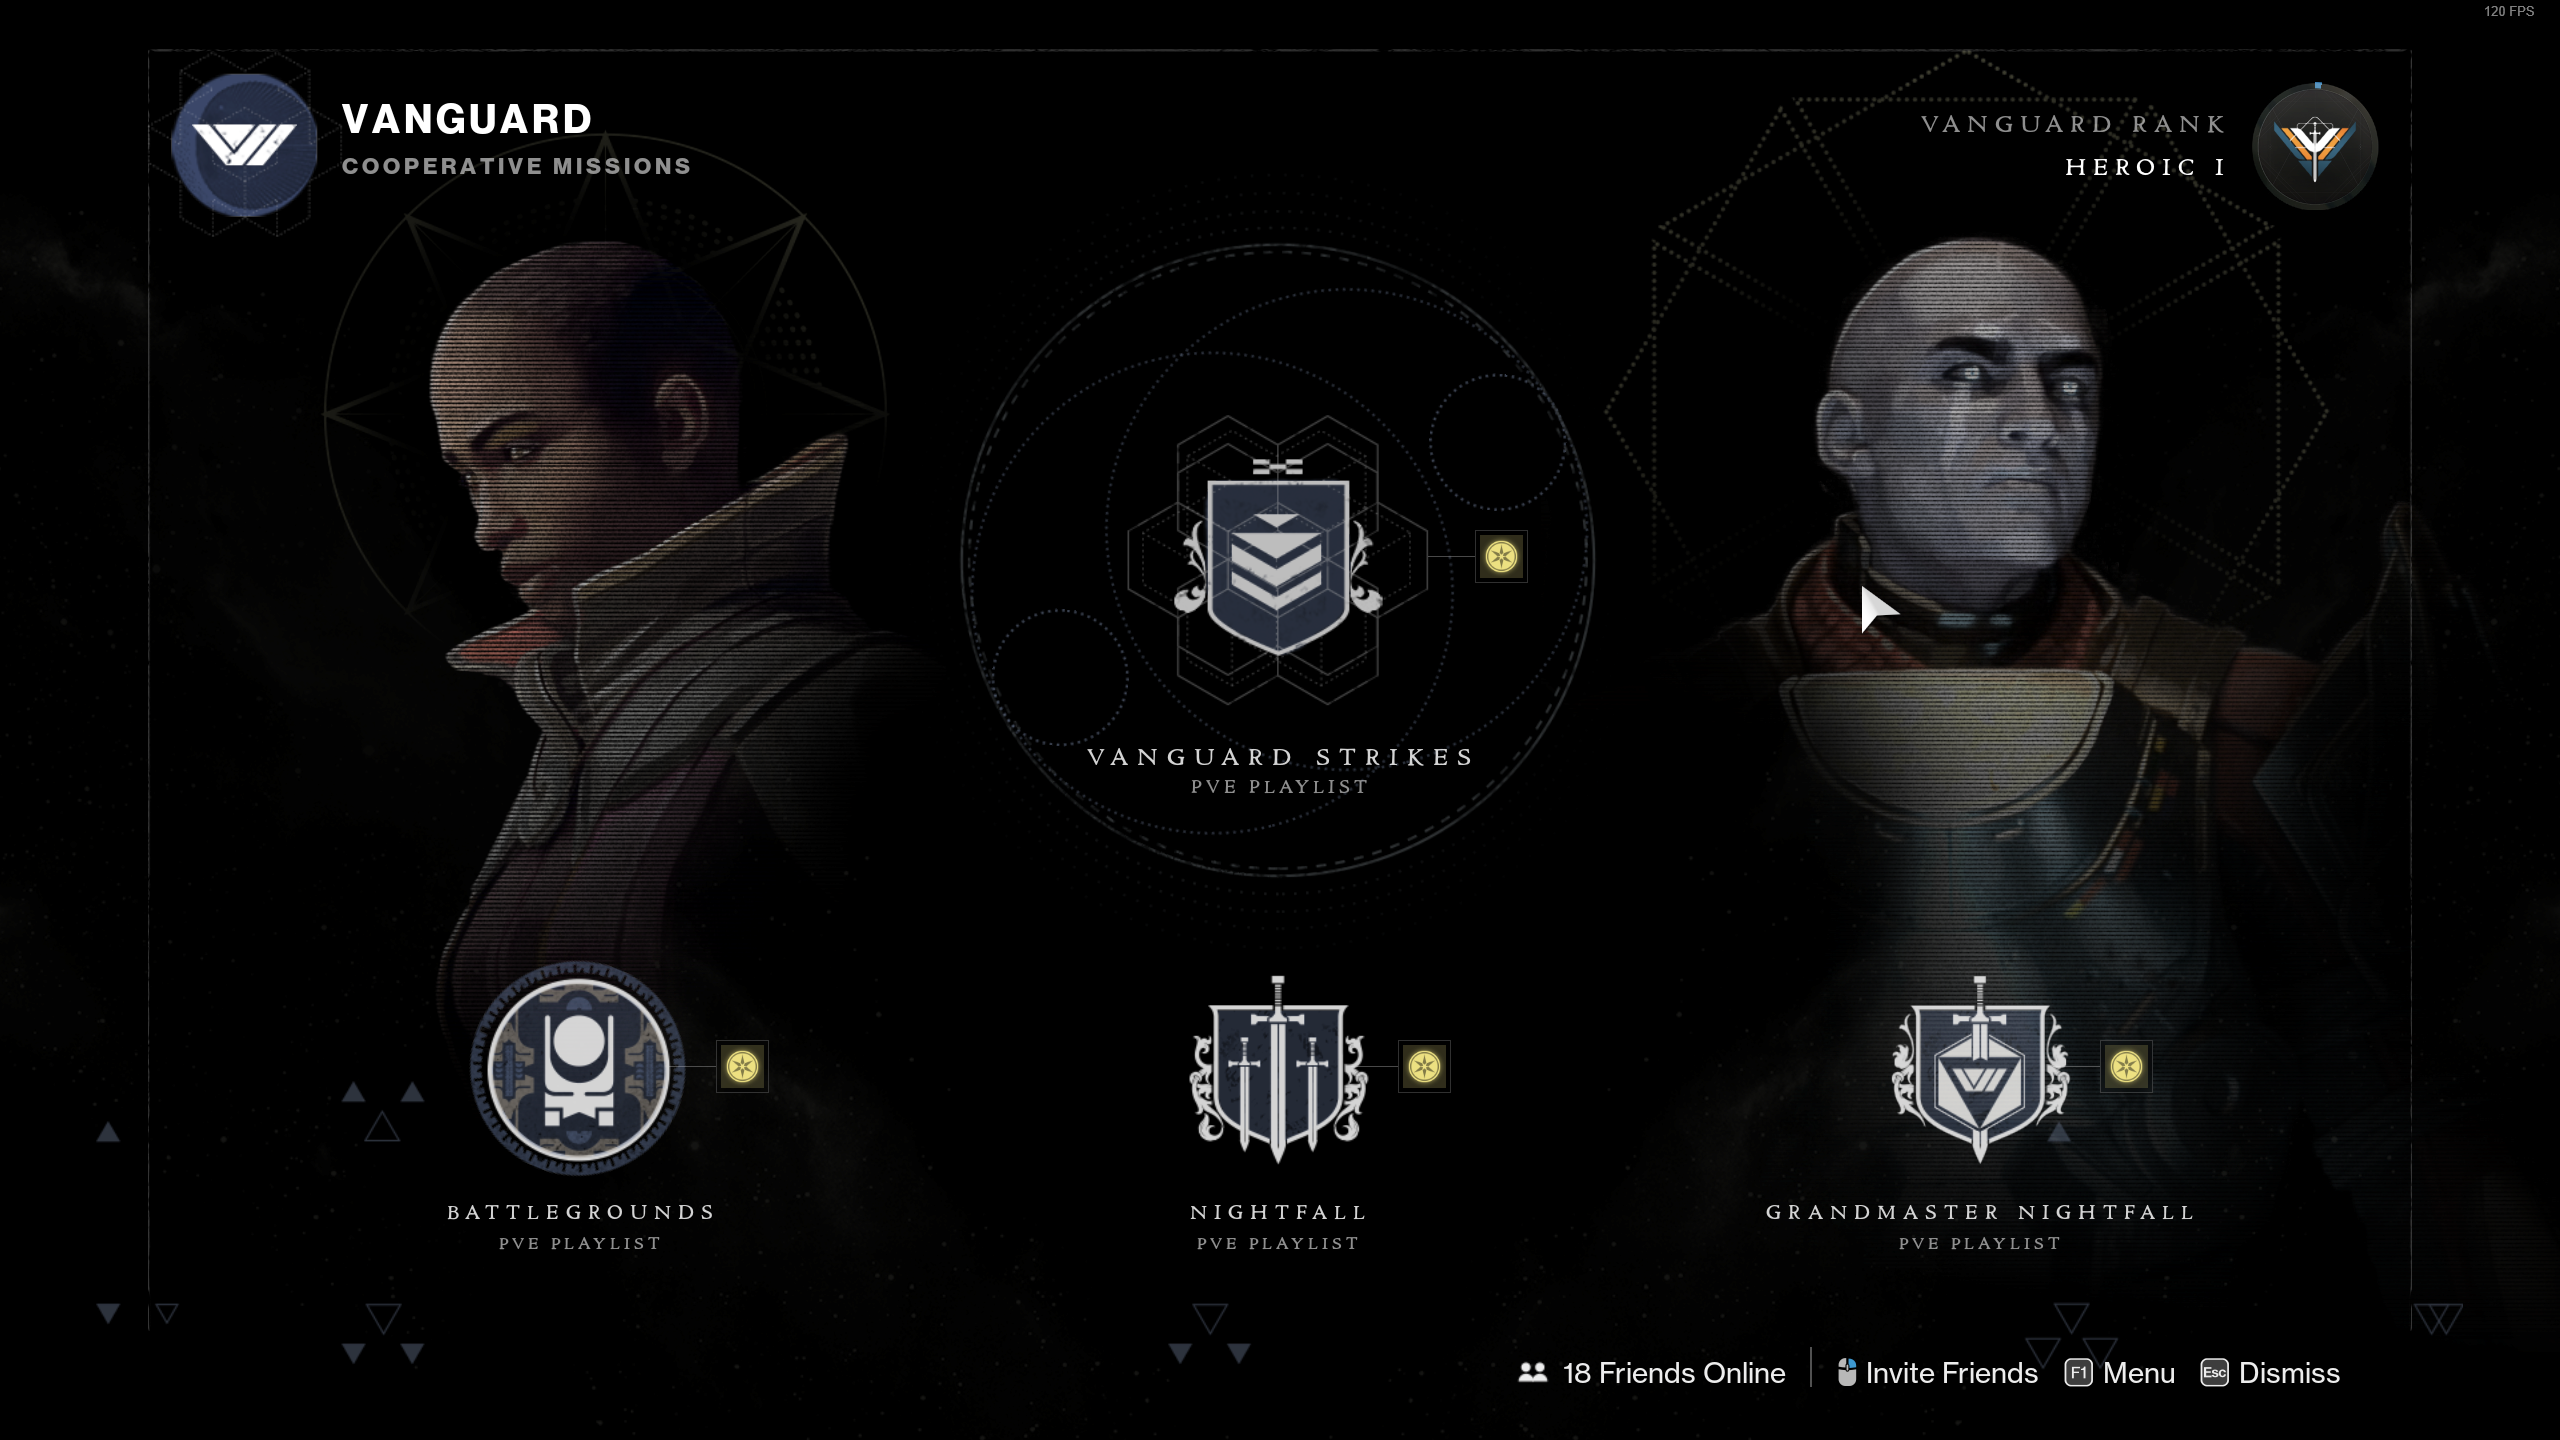 120 FPS
VANGUARD
COOPERATIVE MISSIONS
VANGUARD RANK
HEROIC I
VANGUARD STRIKES
PVE PLAYLIST
BATTLEGROUNDS
PVE PLAYLIST
NIGHTFALL
PVE PLAYLIST
GRANDMASTER NIGHTFALL
PVE PLAYLIST
18 Friends Online
Invite Friends
F1 Menu
Esc Dismiss